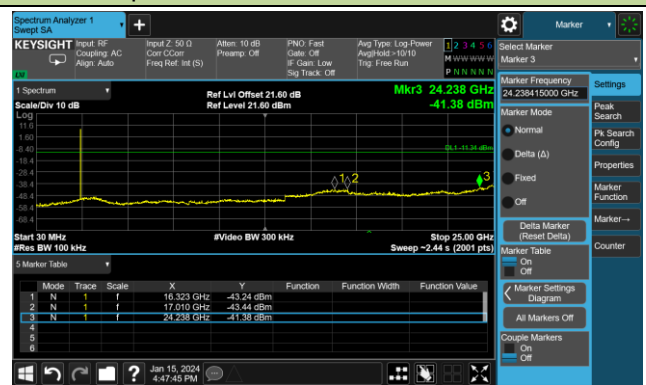 Spectrum Analyzer 1
Swept SA
Marker
KEYSIGHT
Input: RF
Coupling: AC
Align: Auto
Input Z: 50 Ω
Corr CCorr
Freq Ref: Int (S)
Atten: 10 dB
Preamp: Off
PNO: Fast
Gate: Off
IF Gain: Low
Sig Track: Off
Avg Type: Log-Power
Avg|Hold:>10/10
Trig: Free Run
1 2 3 4 5 6
M W W W W W
P N N N N N
LXI
Select Marker
Marker 3
1 Spectrum
Scale/Div 10 dB
Ref Lvl Offset 21.60 dB
Ref Level 21.60 dBm
Mkr3 24.238 GHz
-41.38 dBm
Log
11.6
1.60
-8.40
-18.4
-28.4
-38.4
-48.4
-58.4
-68.4
DL1 -11.34 dBm
1
2
3
Start 30 MHz
#Res BW 100 kHz
#Video BW 300 kHz
Stop 25.00 GHz
Sweep ~2.44 s (2001 pts)
5 Marker Table
Mode Trace Scale X Y Function Function Width Function Value
1 N 1 f 16.323 GHz -43.24 dBm
2 N 1 f 17.010 GHz -43.44 dBm
3 N 1 f 24.238 GHz -41.38 dBm
4
5
6
Marker Frequency
24.238415000 GHz
Marker Mode
Normal
Delta (Δ)
Fixed
Off
Delta Marker
(Reset Delta)
Marker Table
On
Off
Marker Settings
Diagram
All Markers Off
Couple Markers
On
Off
Settings
Peak
Search
Pk Search
Config
Properties
Marker
Function
Marker→
Counter
?
Jan 15, 2024
4:47:45 PM